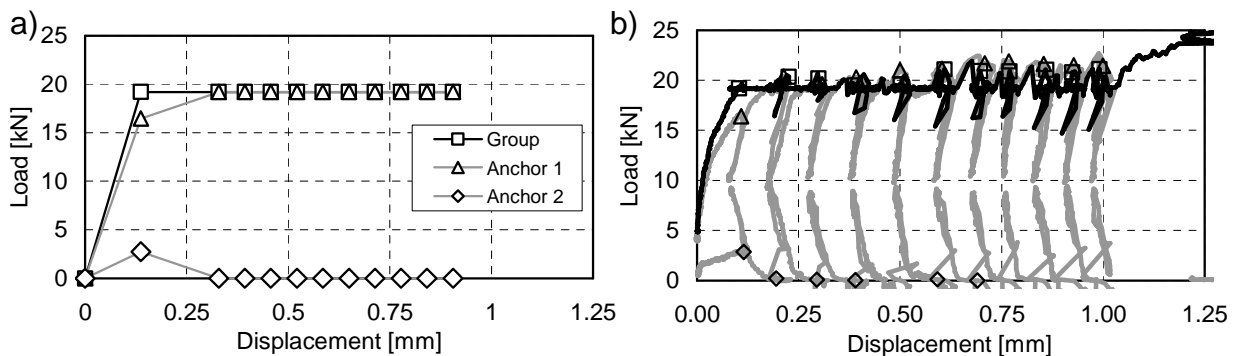 a)
25
20
15
10
5
0
Load [kN]
Group
Anchor 1
Anchor 2
0 0.25 0.5 0.75 1 1.25
Displacement [mm]
b)
25
20
15
10
5
0
Load [kN]
0.00 0.25 0.50 0.75 1.00 1.25
Displacement [mm]